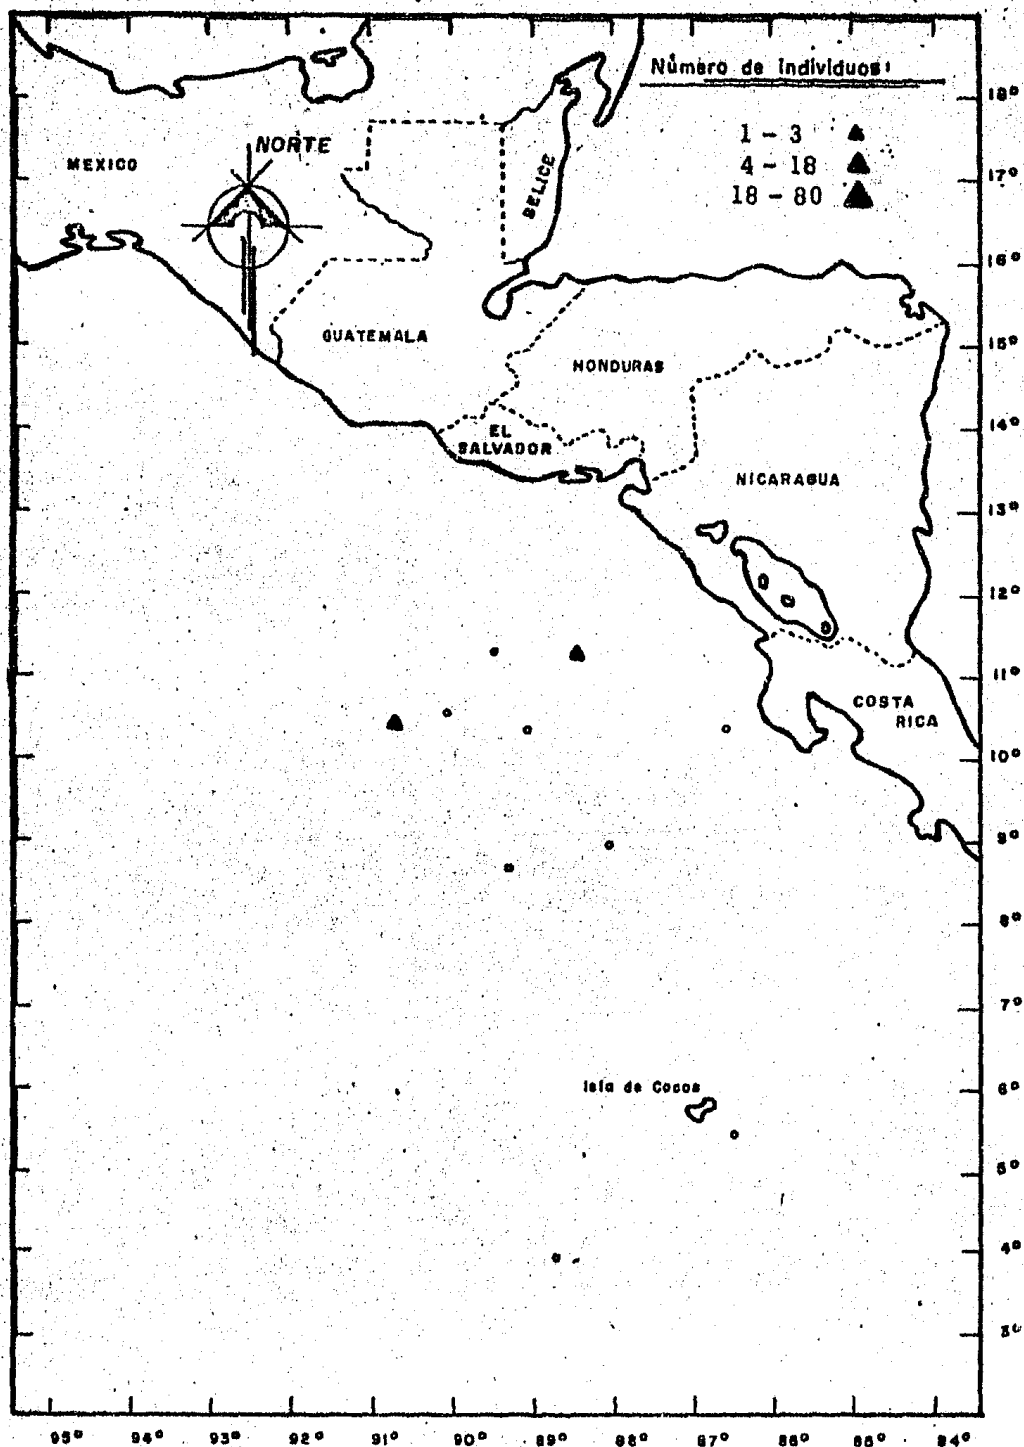 Número de individuos:
1 - 3
4 - 18
18 - 80
NORTE
MEXICO
BELICE
GUATEMALA
HONDURAS
EL
SALVADOR
NICARAGUA
COSTA
RICA
Isla de Cocos
18°
17°
16°
15°
14°
13°
12°
11°
10°
9°
8°
7°
6°
5°
4°
3°
95° 94° 93° 92° 91° 90° 89° 88° 87° 86° 85° 84°